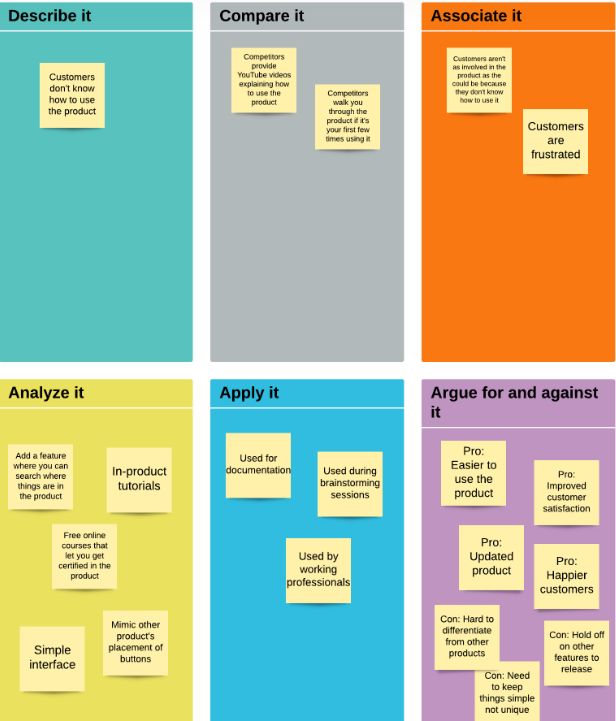 Describe it
Customers
don't know
how to use
the product
Compare it
Competitors
provide
YouTube videos
explaining how
to use the
product
Competitors
walk you
through the
product if it's
your first few
times using it
Associate it
Customers aren't
as involved in the
product as the
could be because
they don't know
how to use it
Customers
are
frustrated
Analyze it
Add a feature
where you can
search where
things are in
the product
In-product
tutorials
Free online
courses that
let you get
certified in the
product
Simple
interface
Mimic other
product's
placement of
buttons
Apply it
Used for
documentation
Used during
brainstorming
sessions
Used by
working
professionals
Argue for and against
it
Pro:
Easier to
use the
product
Pro:
Improved
customer
satisfaction
Pro:
Updated
product
Pro:
Happier
customers
Con: Hard to
differentiate
from other
products
Con: Hold off
on other
features to
release
Con: Need
to keep
things simple
not unique